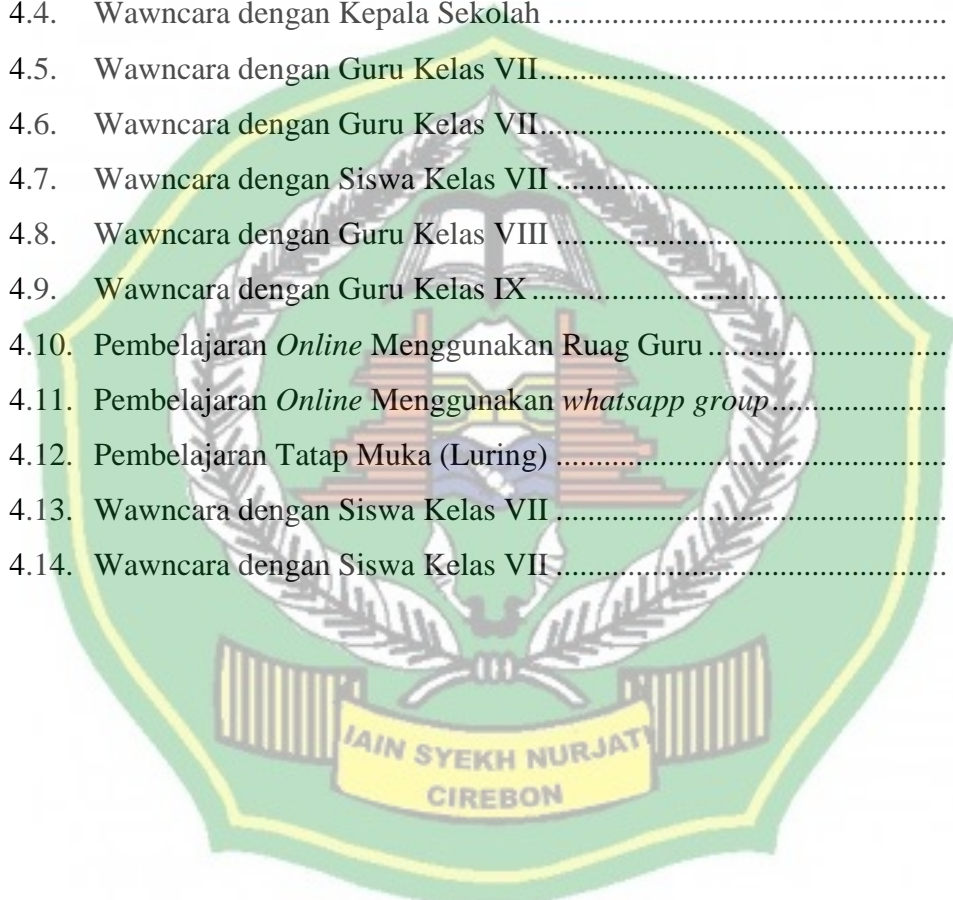 4.4. Wawncara dengan Kepala Sekolah ........................................
4.5. Wawncara dengan Guru Kelas VII........................................
4.6. Wawncara dengan Guru Kelas VII........................................
4.7. Wawncara dengan Siswa Kelas VII .......................................
4.8. Wawncara dengan Guru Kelas VIII .......................................
4.9. Wawncara dengan Guru Kelas IX .........................................
4.10. Pembelajaran Online Menggunakan Ruag Guru ........................
4.11. Pembelajaran Online Menggunakan whatsapp group..................
4.12. Pembelajaran Tatap Muka (Luring) .......................................
4.13. Wawncara dengan Siswa Kelas VII .......................................
4.14. Wawncara dengan Siswa Kelas VII .......................................
IAIN SYEKH NURJATI
CIREBON